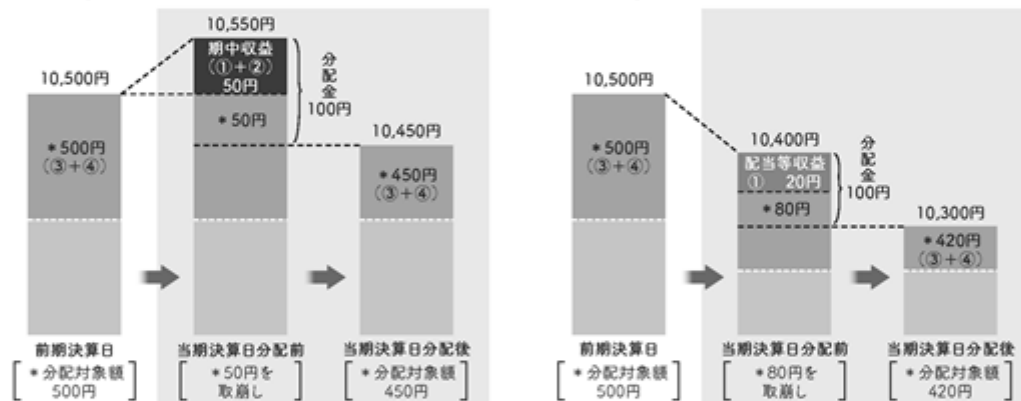 10,500円
*500円
(③+④)
前期決算日
*分配対象額
500円
10,550円
期中収益
(①+②)
50円
*50円
分配金
100円
当期決算日分配前
*50円を
取崩し
10,450円
*450円
(③+④)
当期決算日分配後
*分配対象額
450円
10,500円
*500円
(③+④)
前期決算日
*分配対象額
500円
10,400円
配当等収益
① 20円
*80円
分配金
100円
当期決算日分配前
*80円を
取崩し
10,300円
*420円
(③+④)
当期決算日分配後
*分配対象額
420円